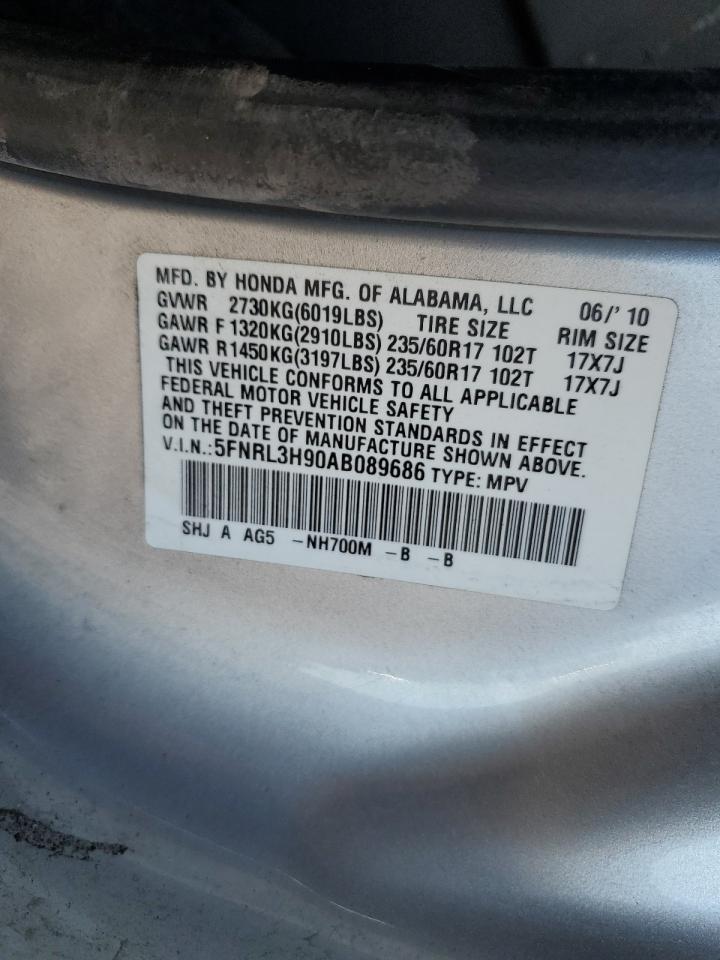 MFD. BY HONDA MFG. OF ALABAMA, LLC 06/'10
GVWR 2730KG(6019LBS) TIRE SIZE RIM SIZE
GAWR F 1320KG(2910LBS) 235/60R17 102T 17X7J
GAWR R1450KG(3197LBS) 235/60R17 102T 17X7J
THIS VEHICLE CONFORMS TO ALL APPLICABLE
FEDERAL MOTOR VEHICLE SAFETY
AND THEFT PREVENTION STANDARDS IN EFFECT
ON THE DATE OF MANUFACTURE SHOWN ABOVE.
V.I.N.:5FNRL3H90AB089686 TYPE: MPV
SHJ A AG5 -NH700M -B -B